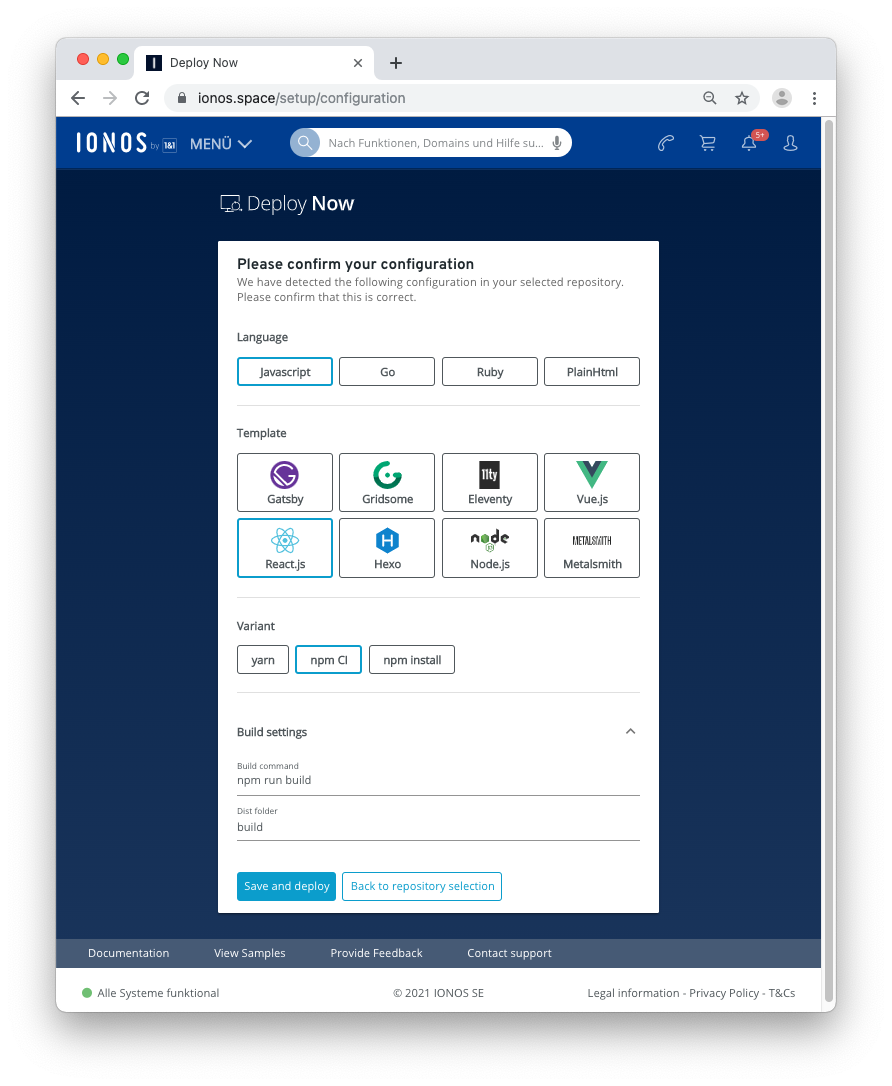 Deploy Now
ionos.space/setup/configuration
IONOS by 1&1 MENÜ Nach Funktionen, Domains und Hilfe su... 5+
Deploy Now
Please confirm your configuration
We have detected the following configuration in your selected repository.
Please confirm that this is correct.
Language
Javascript Go Ruby PlainHtml
Template
11ty
Gatsby Gridsome Eleventy Vue.js
H node JS METALSMITH
React.js Hexo Node.js Metalsmith
Variant
yarn npm CI npm install
Build settings
Build command
npm run build
Dist folder
build
Save and deploy Back to repository selection
Documentation View Samples Provide Feedback Contact support
Alle Systeme funktional © 2021 IONOS SE Legal information - Privacy Policy - T&Cs